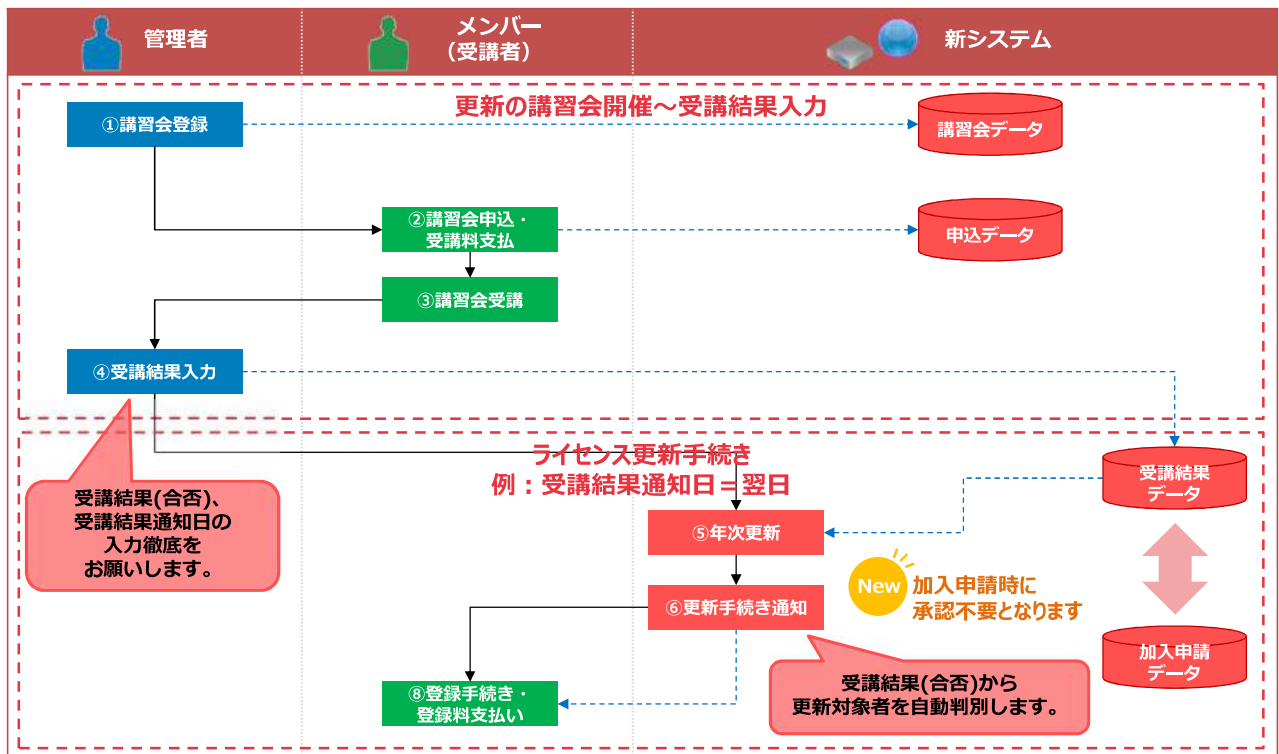 管理者
メンバー
（受講者）
新システム
更新の講習会開催～受講結果入力
①講習会登録
講習会データ
②講習会申込・
受講料支払
申込データ
③講習会受講
④受講結果入力
ライセンス更新手続き
例：受講結果通知日＝翌日
受講結果
データ
受講結果(合否)、
受講結果通知日の
入力徹底を
お願いします。
⑤年次更新
New
加入申請時に
承認不要となります
⑥更新手続き通知
加入申請
データ
受講結果(合否)から
更新対象者を自動判別します。
⑧登録手続き・
登録料支払い